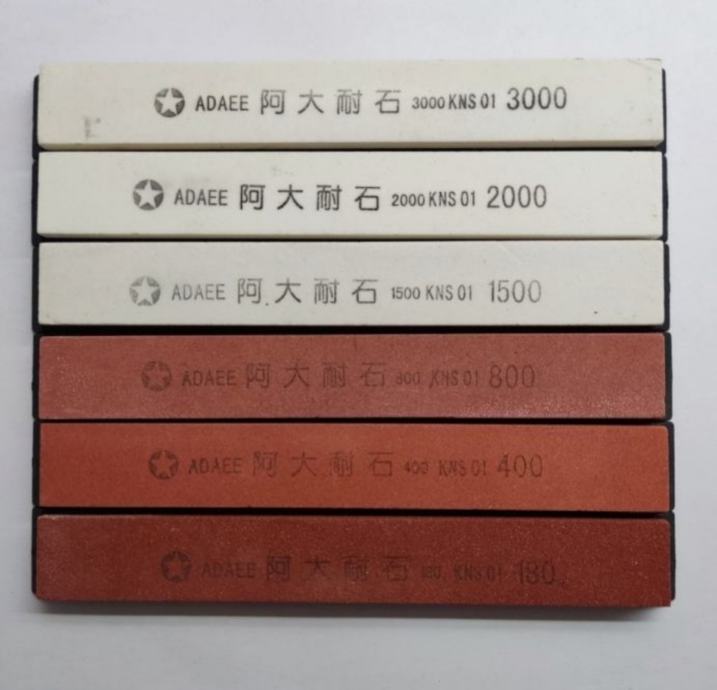 ADAEE 阿大耐石 3000 KNS 01 3000
ADAEE 阿大耐石 2000 KNS 01 2000
ADAEE 阿大耐石 1500 KNS 01 1500
ADAEE 阿大耐石 800 KNS 01 800
ADAEE 阿大耐石 400 KNS 01 400
ADAEE 阿大耐石 180 KNS 01 180